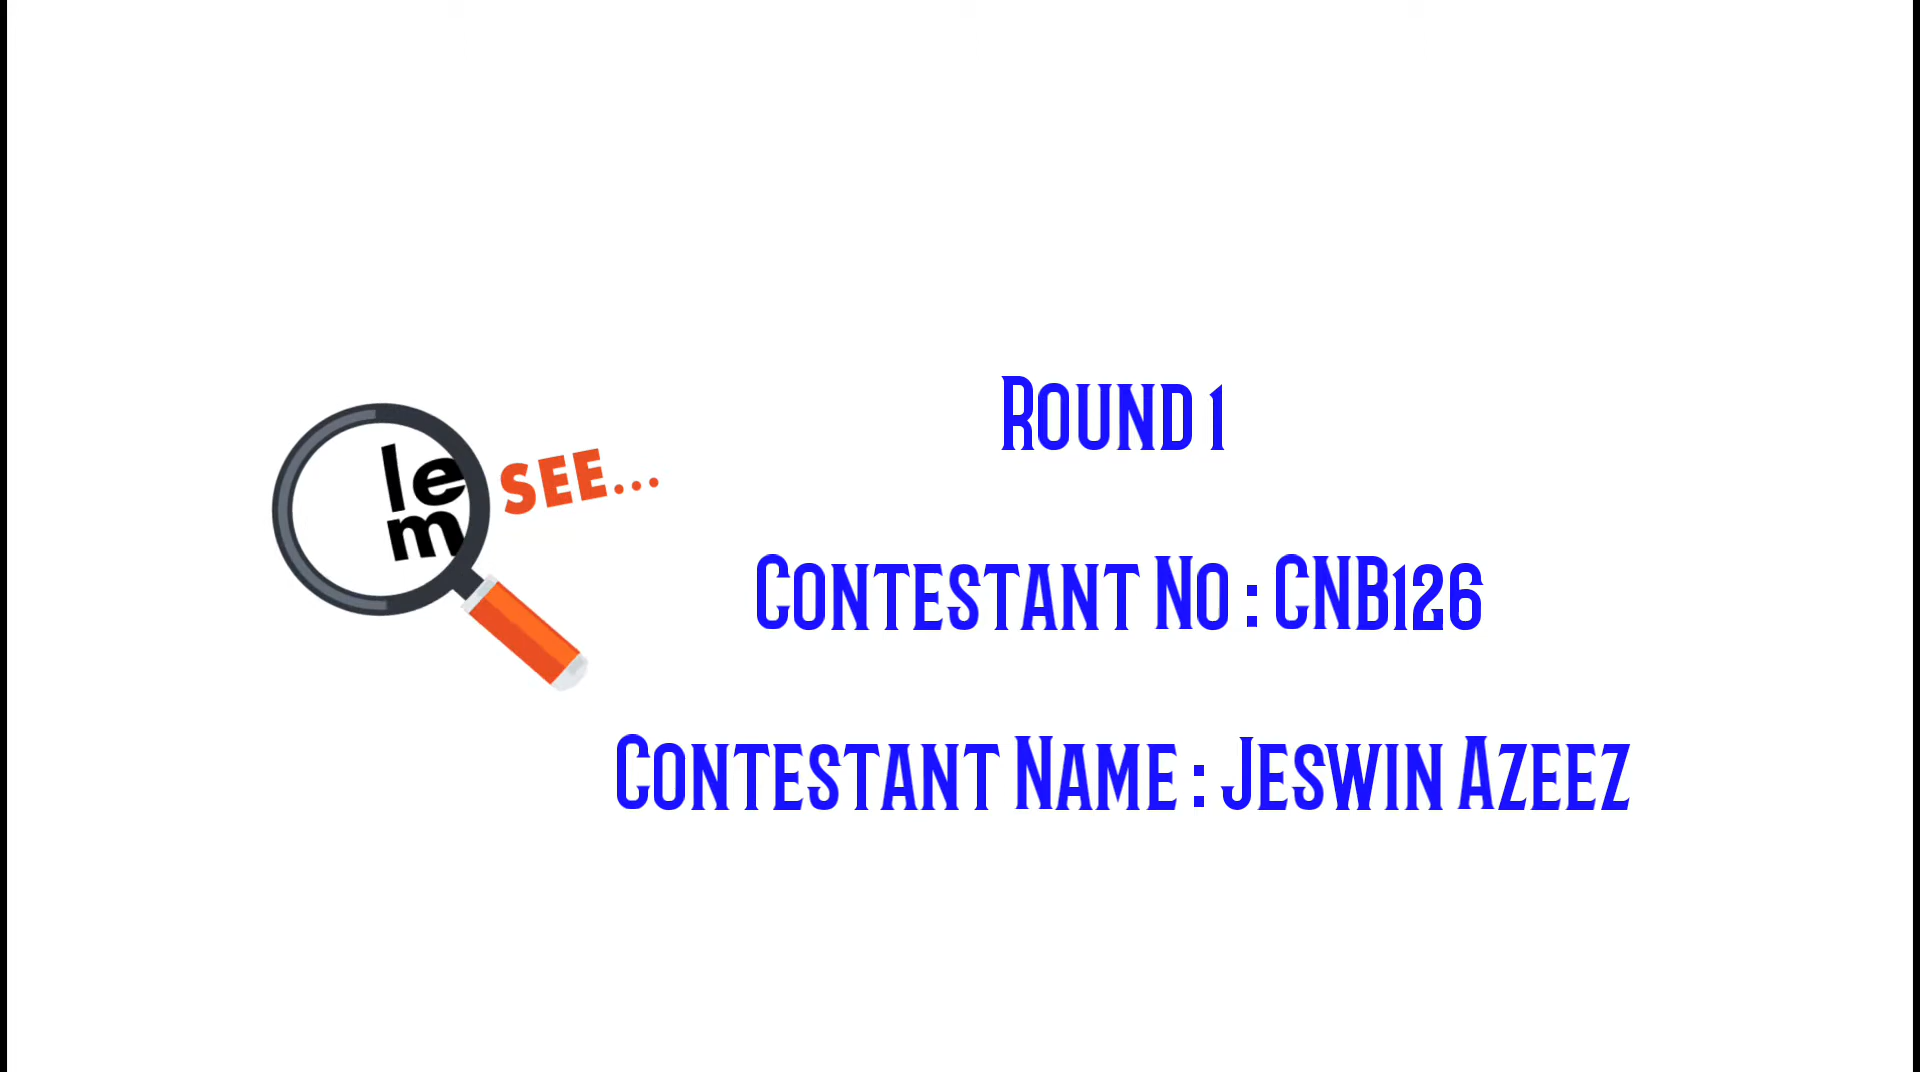 le
m
SEE...
Round 1
Contestant No : CNB126
Contestant Name : Jeswin Azeez